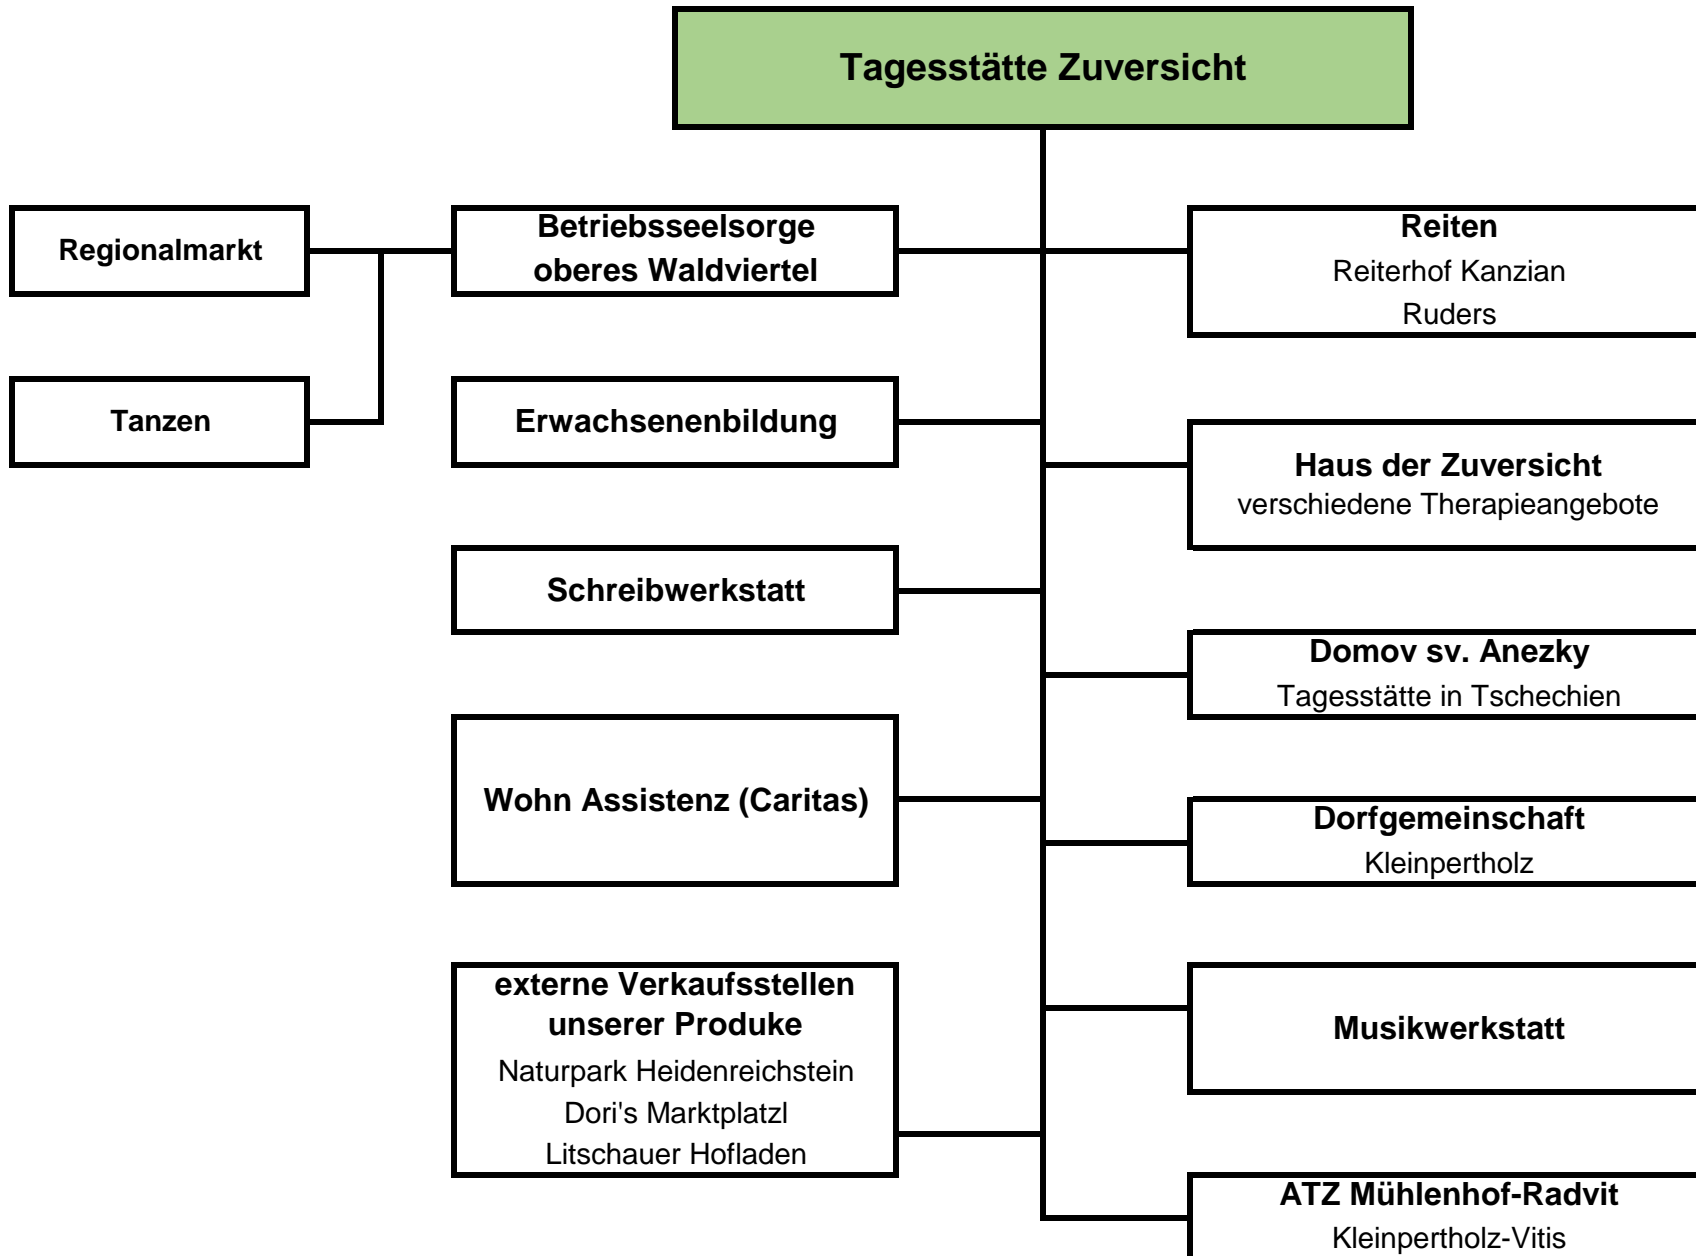 Tagesstätte Zuversicht
Regionalmarkt
Tanzen
Betriebsseelsorge
oberes Waldviertel
Erwachsenenbildung
Schreibwerkstatt
Wohn Assistenz (Caritas)
externe Verkaufsstellen
unserer Produke
Naturpark Heidenreichstein
Dori's Marktplatzl
Litschauer Hofladen
Reiten
Reiterhof Kanzian
Ruders
Haus der Zuversicht
verschiedene Therapieangebote
Domov sv. Anezky
Tagesstätte in Tschechien
Dorfgemeinschaft
Kleinpertholz
Musikwerkstatt
ATZ Mühlenhof-Radvit
Kleinpertholz-Vitis